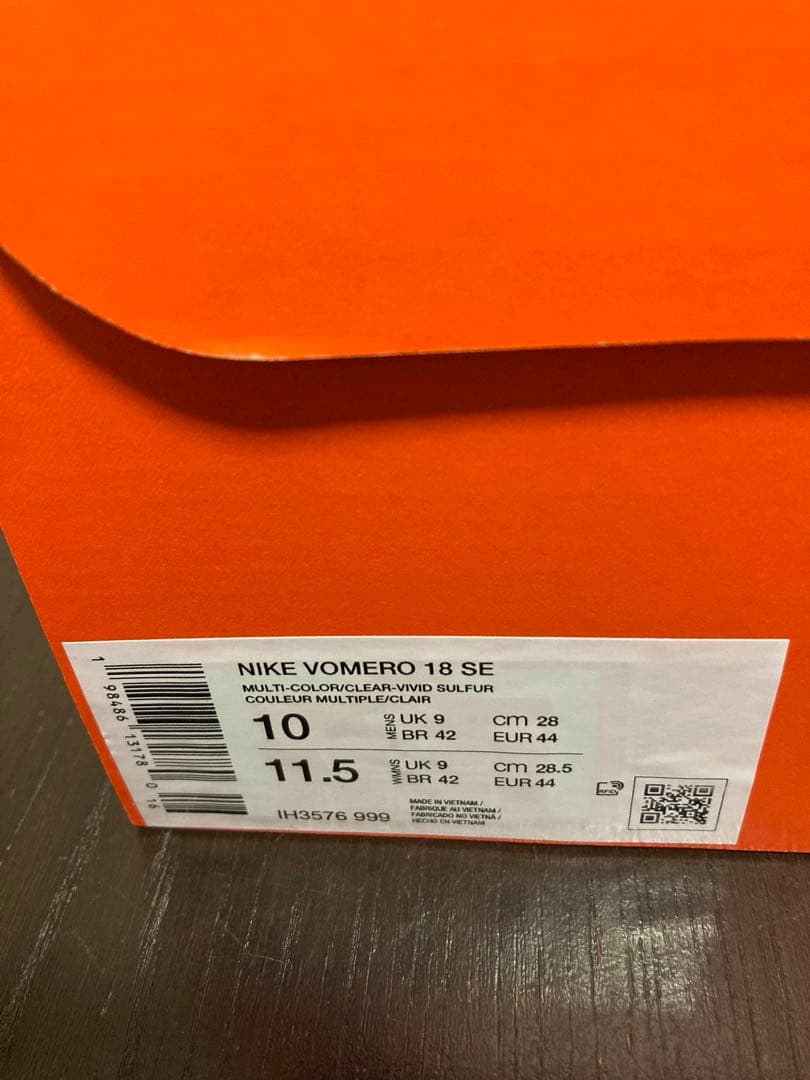 NIKE VOMERO 18 SE
MULTI-COLOR/CLEAR-VIVID SULFUR
COULEUR MULTIPLE/CLAIR
10 MENS UK 9 cm 28
BR 42 EUR 44
11.5 WMNS UK 9 cm 28.5
BR 42 EUR 44
IH3576 999
MADE IN VIETNAM /
FABRIQUE AU VIETNAM /
FABRICADO NO VIETNÃ /
HECHO EN VIETNAM
1 98486 13178 0 16
RFID